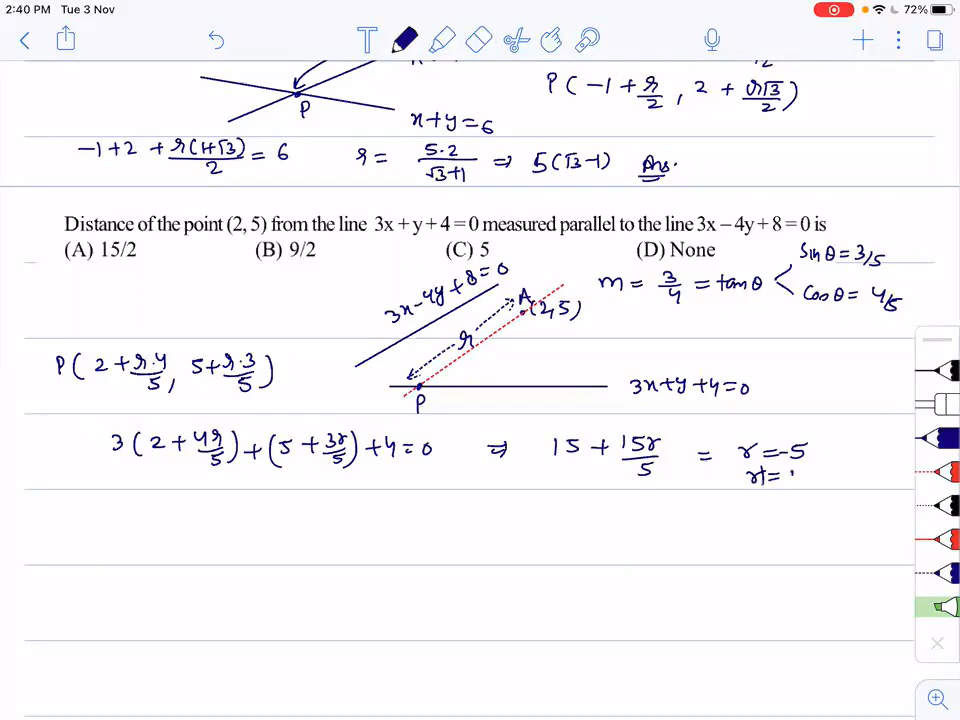 2:40 PM Tue 3 Nov
72%
T
P
x+y=6
P(-1+r/2, 2+r√3/2)
-1+2+r(1+√3)/2=6 r=5·2/√3+1 ⇒ 5(√3-1) Ans.
Distance of the point (2, 5) from the line 3x+y+4=0 measured parallel to the line 3x-4y+8=0 is
(A) 15/2 (B) 9/2 (C) 5 (D) None
3x-4y+8=0
m=3/4=tanθ
sinθ=3/5
cosθ=4/5
A
(2,5)
r
P(2+r·4/5, 5+r·3/5)
3x+y+4=0
P
3(2+4r/5)+(5+3r/5)+4=0 ⇒ 15+15r/5 = r=-5